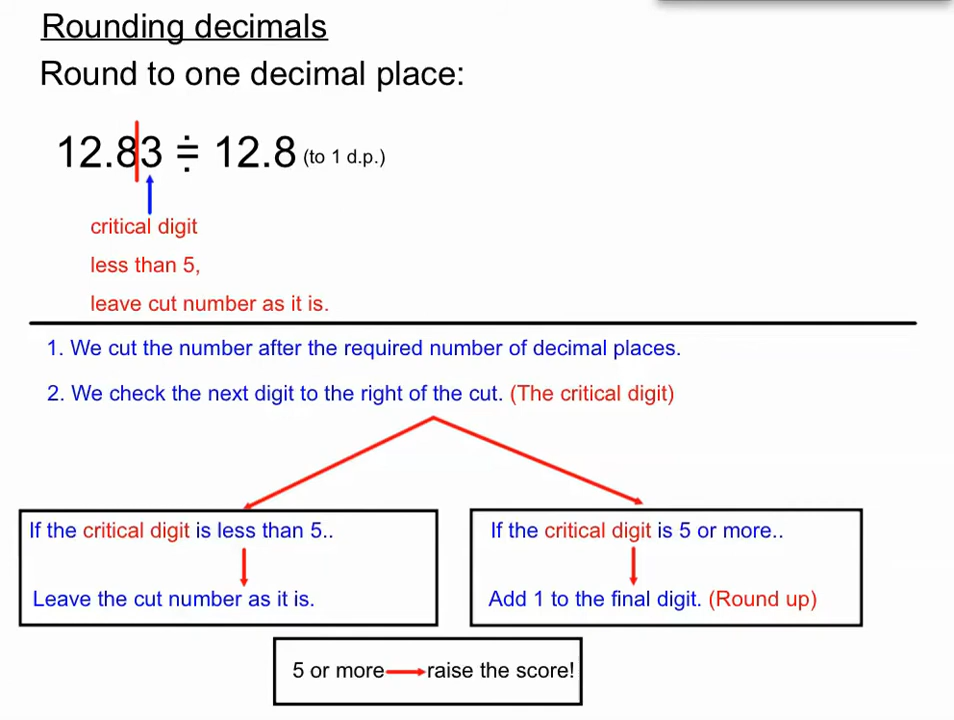 Rounding decimals
Round to one decimal place:
12.83 ≑ 12.8 (to 1 d.p.)
critical digit
less than 5,
leave cut number as it is.
1. We cut the number after the required number of decimal places.
2. We check the next digit to the right of the cut. (The critical digit)
If the critical digit is less than 5..
Leave the cut number as it is.
If the critical digit is 5 or more..
Add 1 to the final digit. (Round up)
5 or more raise the score!